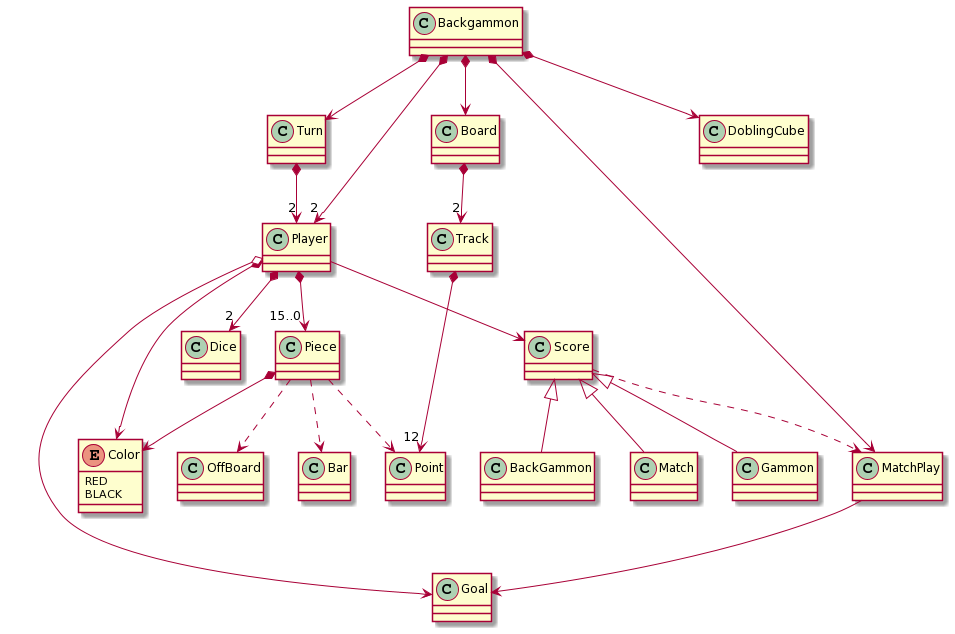 C Backgammon
C Turn
C Board
C DoblingCube
2
2
2
C Player
C Track
2
15..0
C Dice
C Piece
C Score
12
E Color
RED
BLACK
C OffBoard
C Bar
C Point
C BackGammon
C Match
C Gammon
C MatchPlay
C Goal